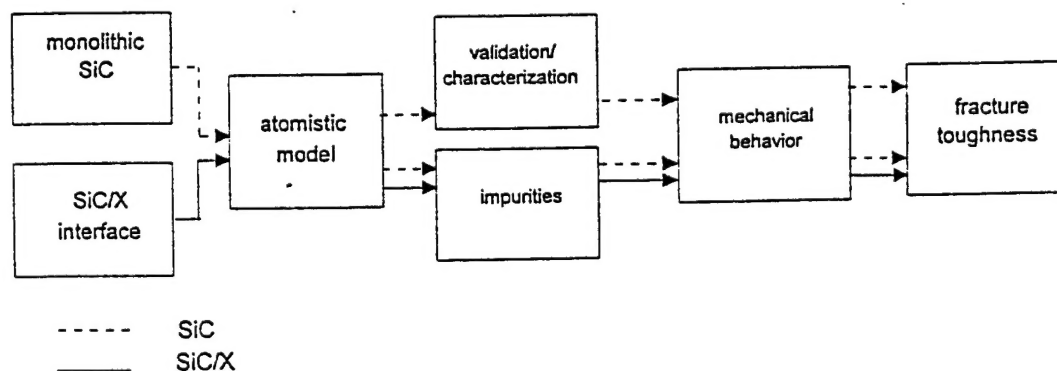 monolithic
SiC
SiC/X
interface
atomistic
model
validation/
characterization
impurities
mechanical
behavior
fracture
toughness
SiC
SiC/X